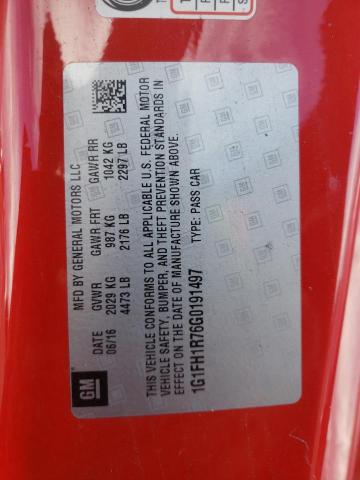 MFD BY GENERAL MOTORS LLC
DATE GVWR GAWR FRT GAWR RR
06/16 2029 KG 987 KG 1042 KG
4473 LB 2176 LB 2297 LB
THIS VEHICLE CONFORMS TO ALL APPLICABLE U.S. FEDERAL MOTOR
VEHICLE SAFETY, BUMPER, AND THEFT PREVENTION STANDARDS IN
EFFECT ON THE DATE OF MANUFACTURE SHOWN ABOVE.
1G1FH1R76G0191497 TYPE: PASS CAR
GM